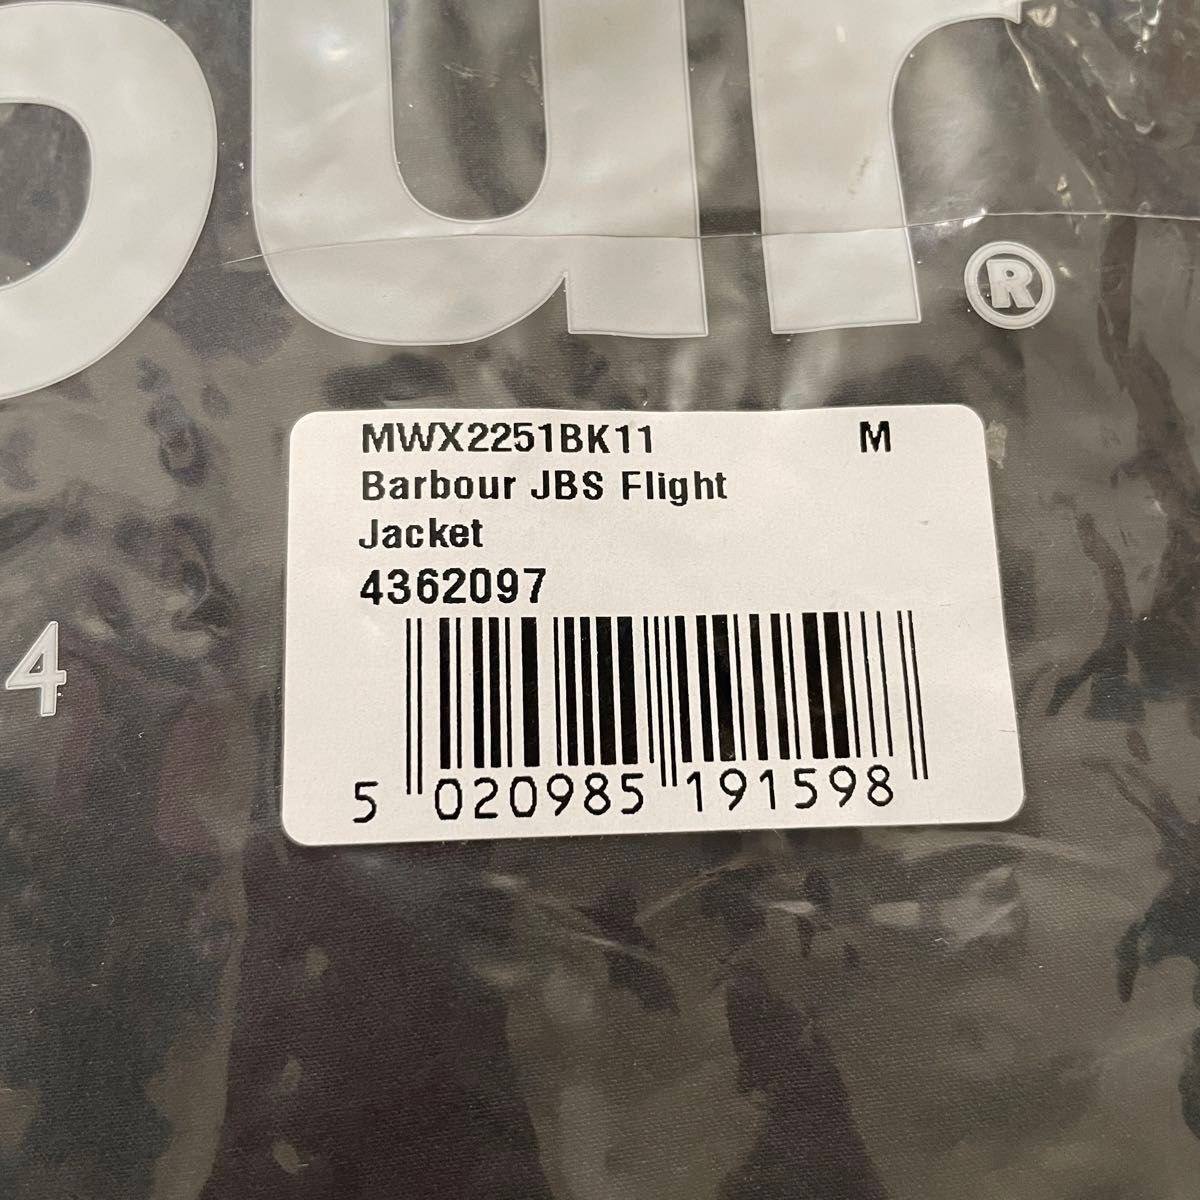 our®
MWX2251BK11 M
Barbour JBS Flight
Jacket
4362097
4
5 020985 191598